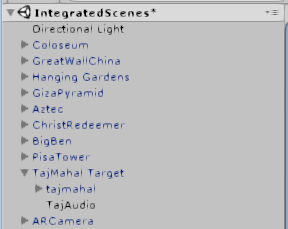 IntegratedScenes*
Directional Light
Coloseum
GreatWallChina
Hanging Gardens
GizaPyramid
Aztec
ChristRedeemer
BigBen
PisaTower
TajMahal Target
tajmahal
TajAudio
ARCamera